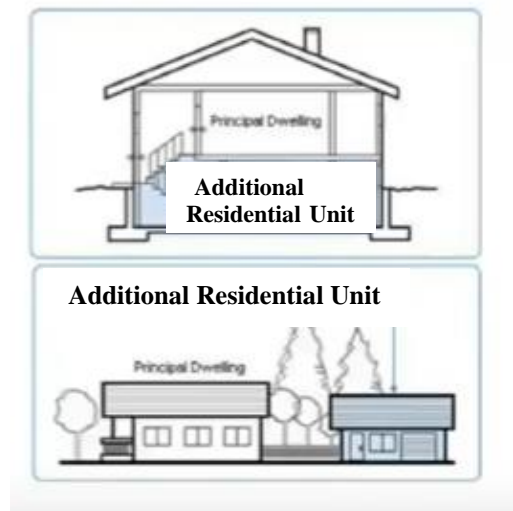 Principal Dwelling
Additional
Residential Unit
Additional Residential Unit
Principal Dwelling